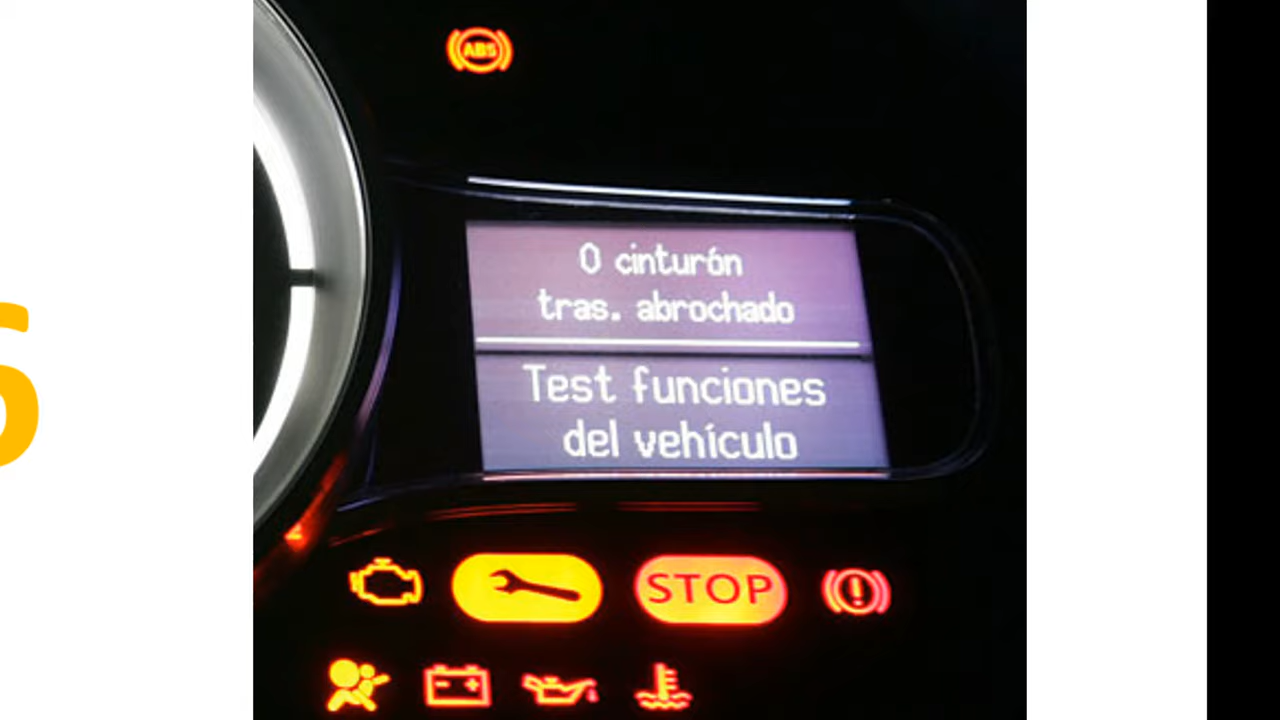 ABS
0 cinturón
tras. abrochado
Test funciones
del vehículo
STOP